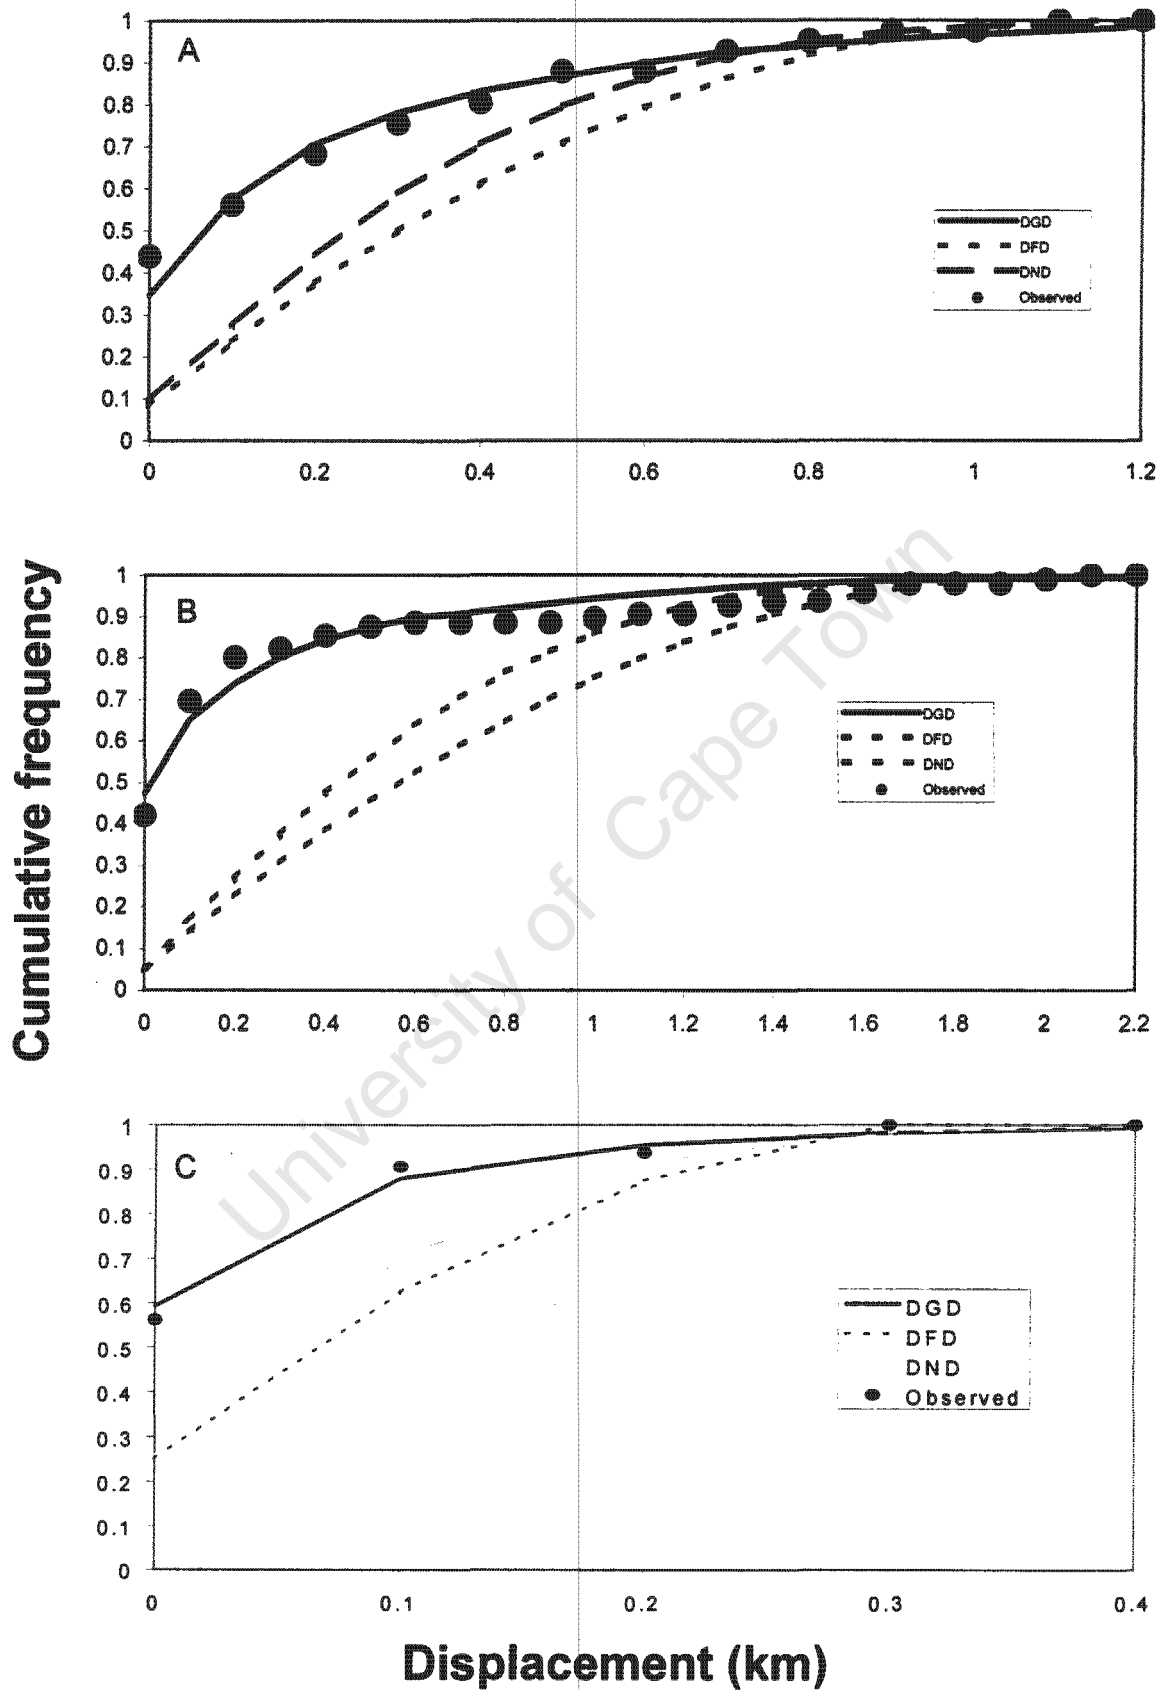 A
1
0.9
0.8
0.7
0.6
0.5
0.4
0.3
0.2
0.1
0
0 0.2 0.4 0.6 0.8 1 1.2
DGD
DFD
DND
Observed
Cumulative frequency
B
1
0.9
0.8
0.7
0.6
0.5
0.4
0.3
0.2
0.1
0
0 0.2 0.4 0.6 0.8 1 1.2 1.4 1.6 1.8 2 2.2
DGD
DFD
DND
Observed
C
1
0.9
0.8
0.7
0.6
0.5
0.4
0.3
0.2
0.1
0
0 0.1 0.2 0.3 0.4
DGD
DFD
DND
Observed
Displacement (km)
University of Cape Town